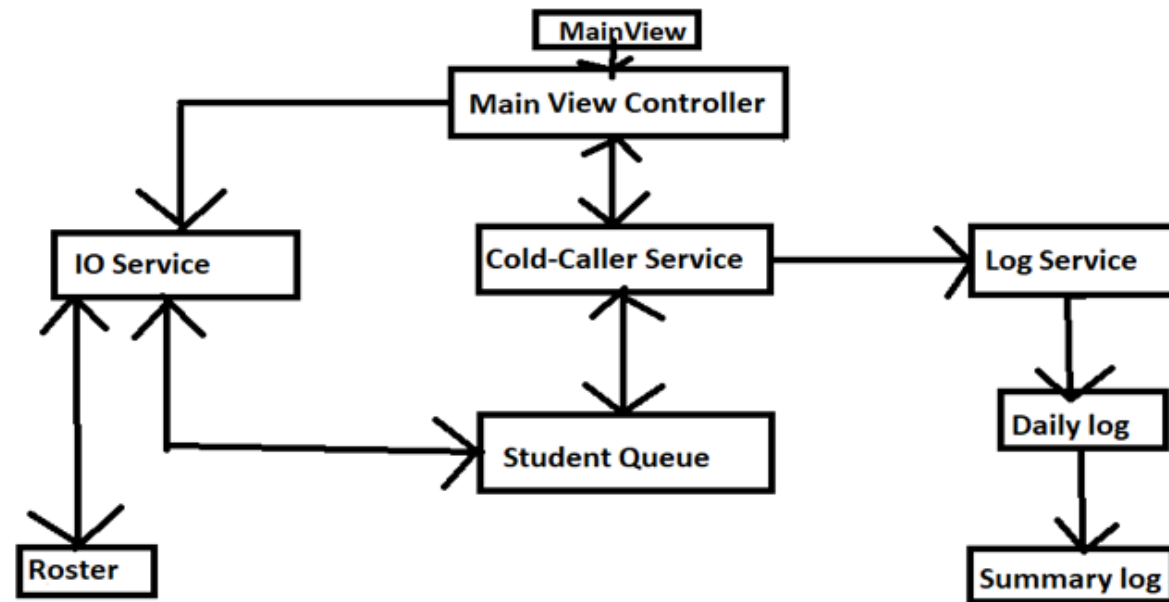 MainView
Main View Controller
IO Service
Cold-Caller Service
Log Service
Daily log
Student Queue
Roster
Summary log